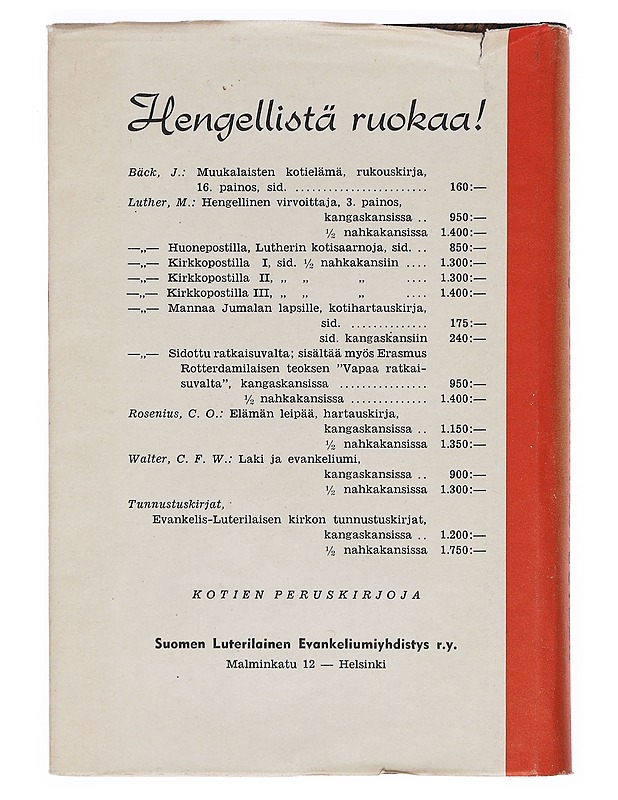 Hengellistä ruokaa!
Bäck, J.: Muukalaisten kotielämä, rukouskirja,
16. painos, sid. ........................ 160:—
Luther, M.: Hengellinen virvoittaja, 3. painos,
kangaskansissa .. 950:—
½ nahkakansissa 1.400:—
—„— Huonepostilla, Lutherin kotisaarnoja, sid. .. 850:—
—„— Kirkkopostilla I, sid. ½ nahkakansiin .... 1.300:—
—„— Kirkkopostilla II, „ „ „ .... 1.300:—
—„— Kirkkopostilla III, „ „ „ .... 1.400:—
—„— Mannaa Jumalan lapsille, kotihartauskirja,
sid. .............. 175:—
sid. kangaskansiin 240:—
—„— Sidottu ratkaisuvalta; sisältää myös Erasmus
Rotterdamilaisen teoksen "Vapaa ratkai-
suvalta", kangaskansissa ................ 950:—
½ nahkakansissa .............. 1.400:—
Rosenius, C. O.: Elämän leipää, hartauskirja,
kangaskansissa .. 1.150:—
½ nahkakansissa 1.350:—
Walter, C. F. W.: Laki ja evankeliumi,
kangaskansissa .. 900:—
½ nahkakansissa 1.300:—
Tunnustuskirjat,
Evankelis-Luterilaisen kirkon tunnustuskirjat,
kangaskansissa .. 1.200:—
½ nahkakansissa 1.750:—
KOTIEN PERUSKIRJOJA
Suomen Luterilainen Evankeliumiyhdistys r.y.
Malminkatu 12 — Helsinki